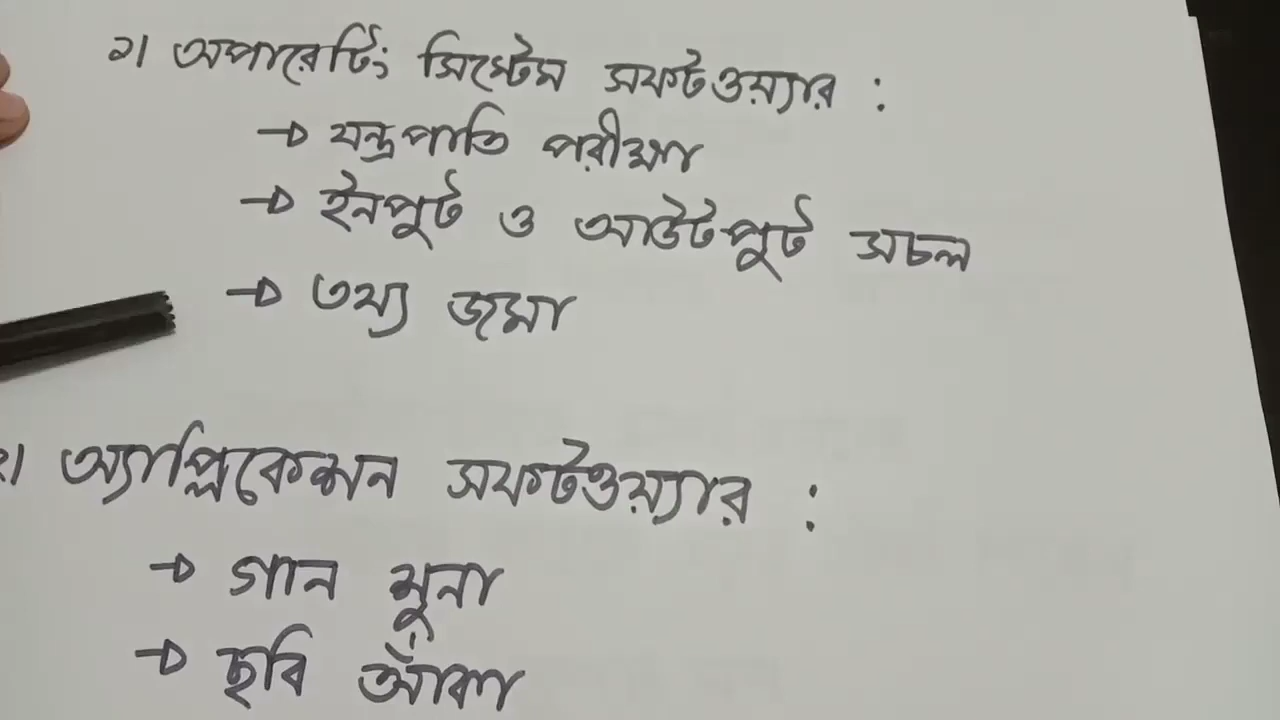 ১। অপারেটিং সিস্টেম সফটওয়্যার :
→ যন্ত্রপাতি পরীক্ষা
→ ইনপুট ও আউটপুট সচল
→ তথ্য জমা
২। অ্যাপ্লিকেশন সফটওয়্যার :
→ গান শুনা
→ ছবি আঁকা